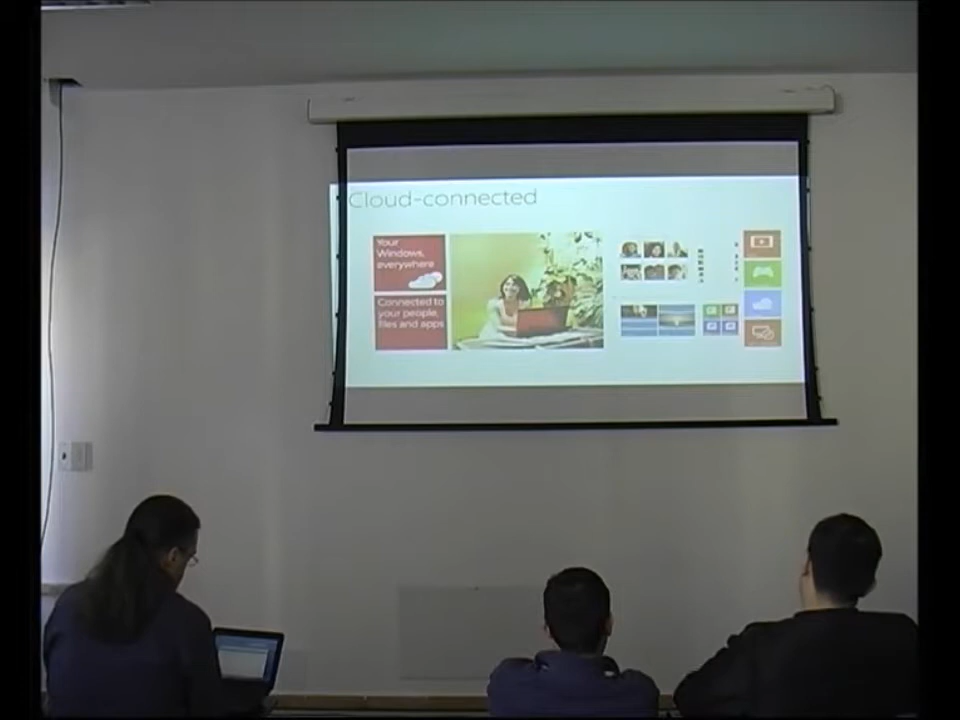 Cloud-connected
Your
Windows,
everywhere
Connected to
your people,
files and apps